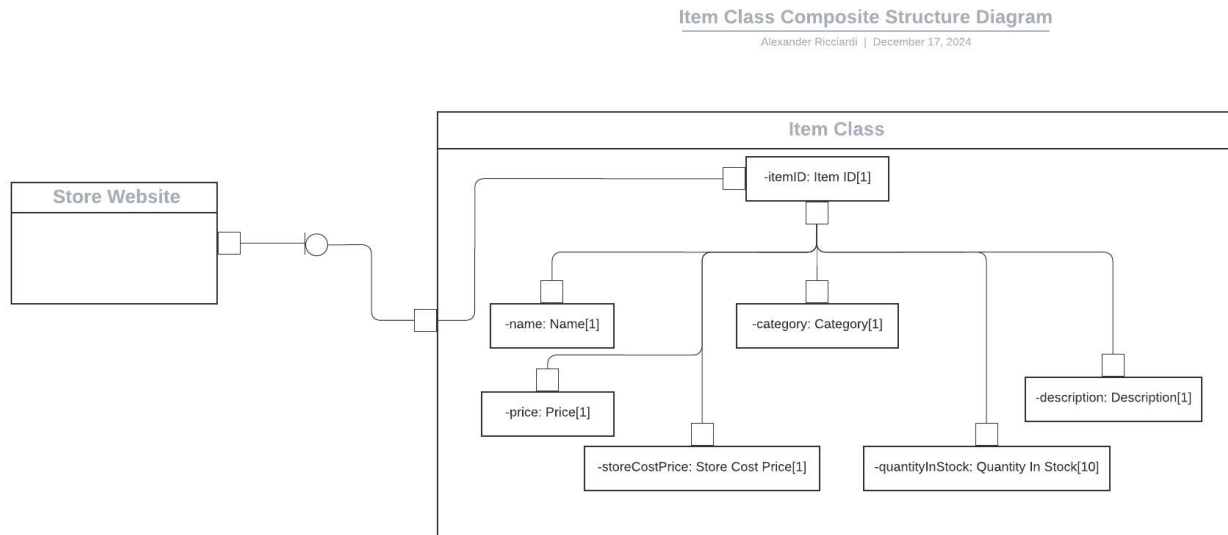 Item Class Composite Structure Diagram
Alexander Ricciardi | December 17, 2024
Item Class
Store Website
-itemID: Item ID[1]
-name: Name[1]
-category: Category[1]
-price: Price[1]
-description: Description[1]
-storeCostPrice: Store Cost Price[1]
-quantityInStock: Quantity In Stock[10]